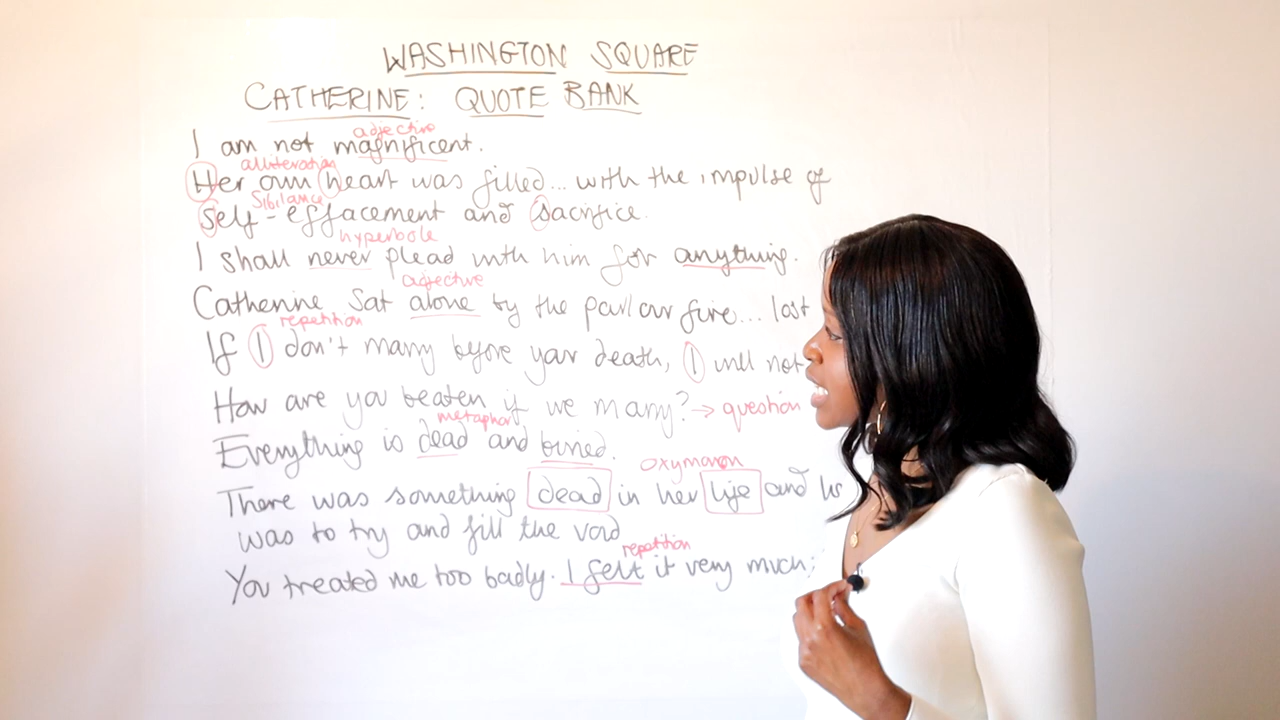 WASHINGTON SQUARE
CATHERINE: QUOTE BANK
adjective
I am not magnificent.
alliteration
Her own heart was filled... with the impulse of
sibilance
self-effacement and sacrifice.
hyperbole
I shall never plead with him for anything.
adjective
Catherine sat alone by the parlour fire... lost
repetition
If I don't marry before your death, I will not
How are you beaten if we marry? → question
metaphor
Everything is dead and buried.
oxymoron
There was something dead in her life and
was to try and fill the void
repetition
You treated me too badly. I felt it very much;